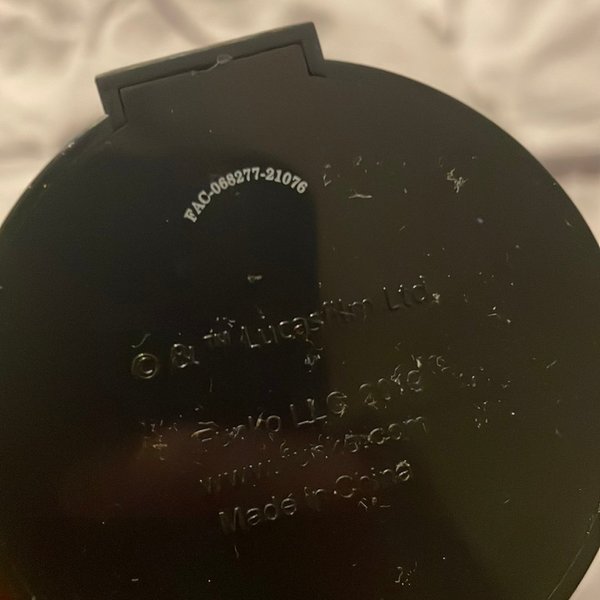 FAC-068277-21076
© & ™ Lucasfilm Ltd.
Funko LLC 2019
www.funko.com
Made in China